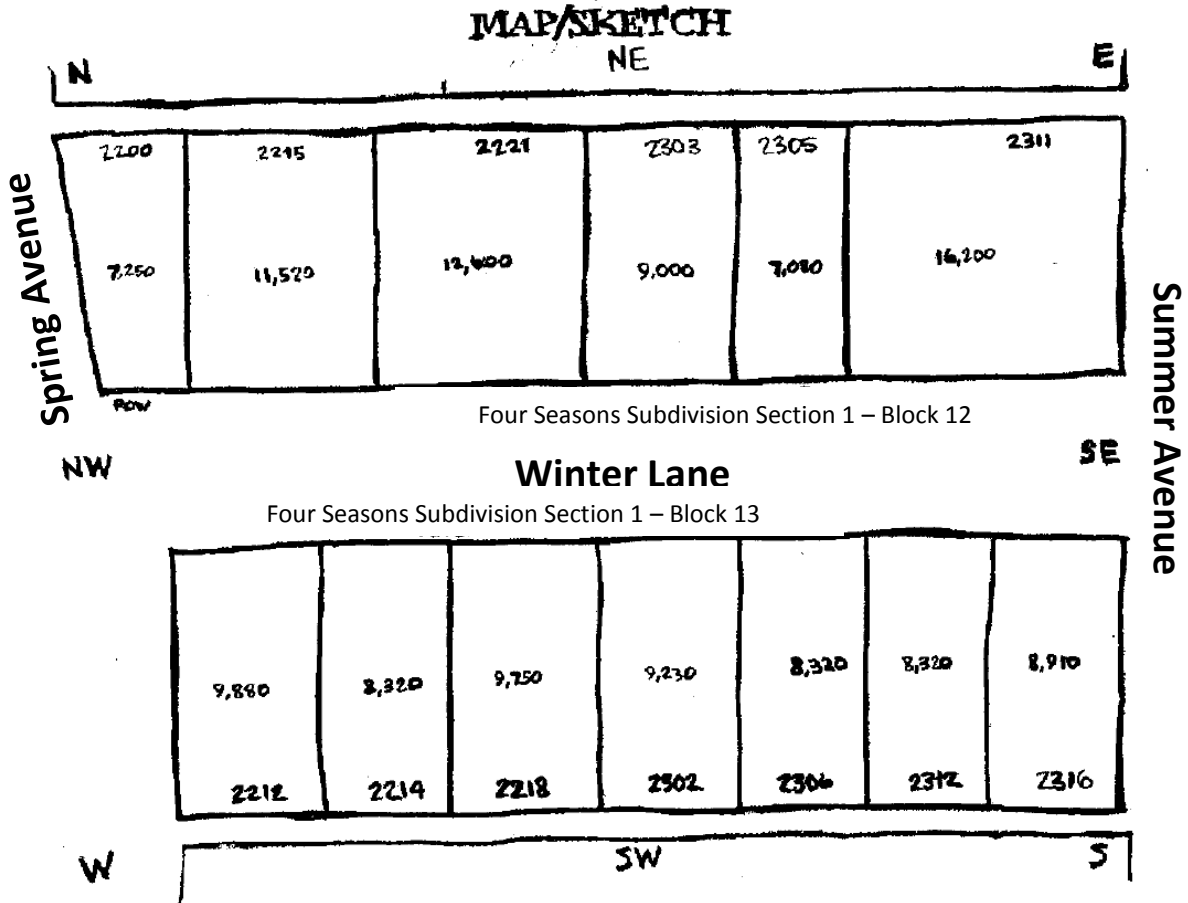 MAP/SKETCH
N NE E
2200 2215 2221 2303 2305 2311
7,250 11,520 12,600 9,000 7,080 16,200
Spring Avenue
Summer Avenue
ROW
Four Seasons Subdivision Section 1 – Block 12
NW SE
Winter Lane
Four Seasons Subdivision Section 1 – Block 13
9,880 8,320 9,750 9,230 8,320 8,320 8,910
2212 2214 2218 2302 2306 2312 2316
W SW S